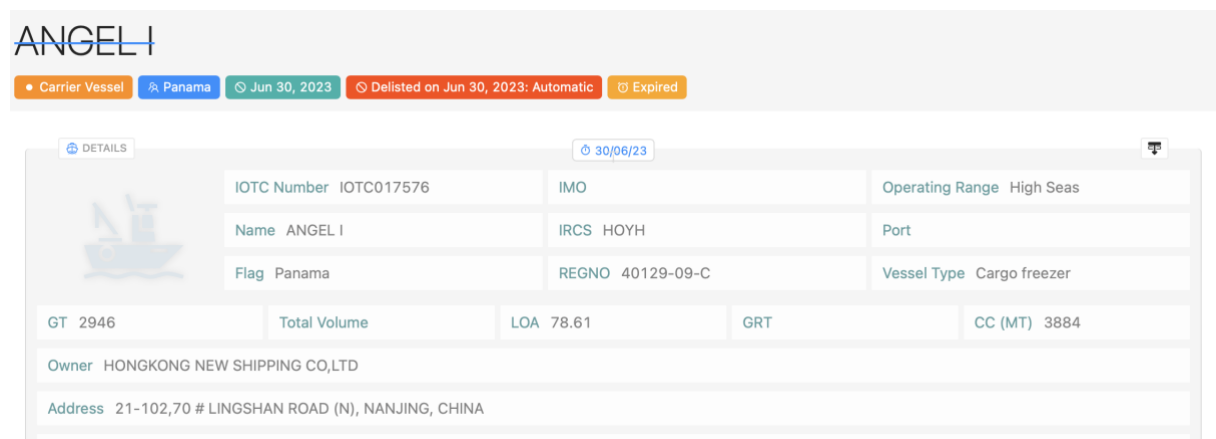 ANGEL I
Carrier Vessel Panama Jun 30, 2023 Delisted on Jun 30, 2023: Automatic Expired
DETAILS 30/06/23
IOTC Number IOTC017576 IMO Operating Range High Seas
Name ANGEL I IRCS HOYH Port
Flag Panama REGNO 40129-09-C Vessel Type Cargo freezer
GT 2946 Total Volume LOA 78.61 GRT CC (MT) 3884
Owner HONGKONG NEW SHIPPING CO,LTD
Address 21-102,70 # LINGSHAN ROAD (N), NANJING, CHINA